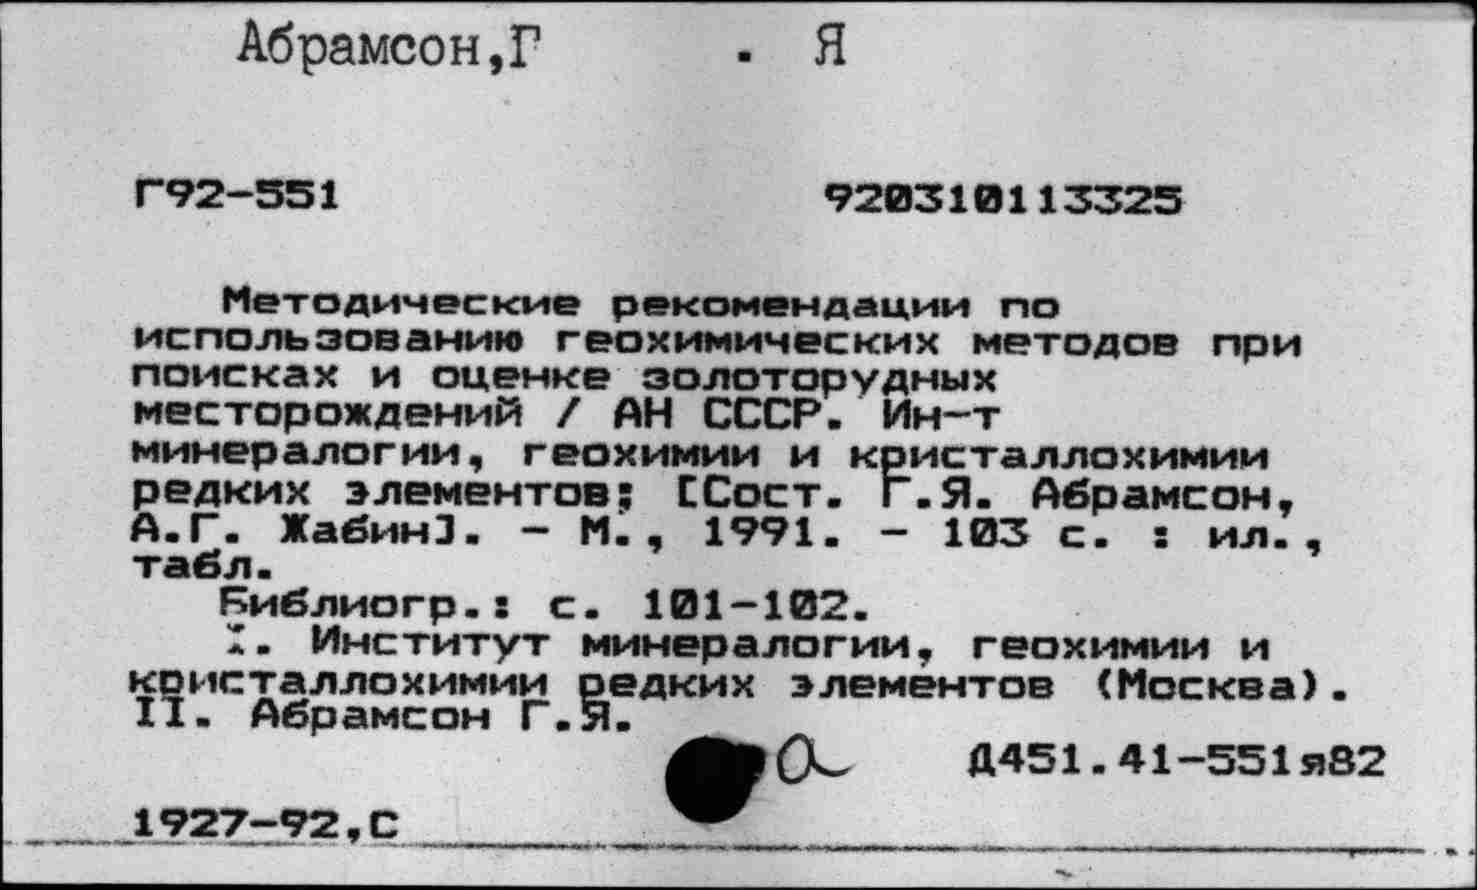 Абрамсон,Г . Я
Г92-551 920310113325
Методические рекомендации по
использованию геохимических методов при
поисках и оценке золоторудных
месторождений / АН СССР. Ин-т
минералогии, геохимии и кристаллохимии
редких элементов; [Сост. Г.Я. Абрамсон,
А.Г. Жабин]. - М., 1991. - 103 с. : ил.,
табл.
Библиогр.: с. 101-102.
I. Институт минералогии, геохимии и
кристаллохимии редких элементов (Москва).
II. Абрамсон Г.Я.
Д451.41-551я82
1927-92,С